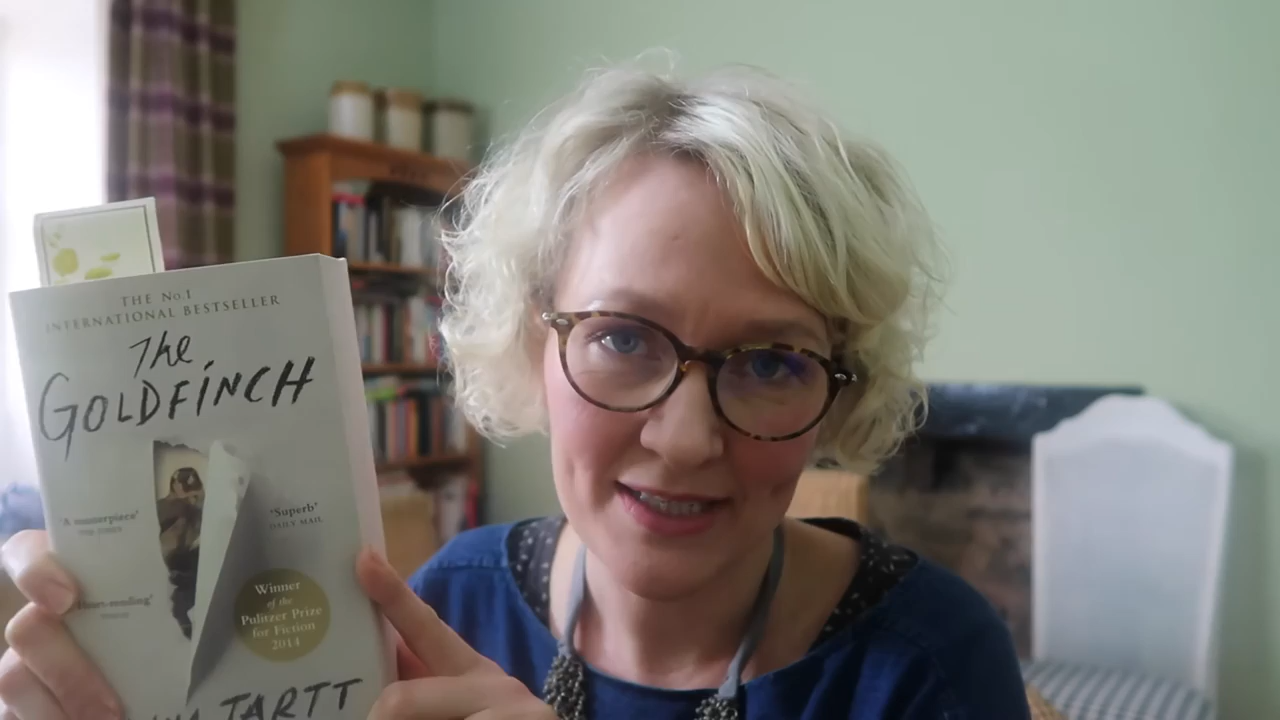 THE No.1
INTERNATIONAL BESTSELLER
The
GOLDFINCH
'A masterpiece'
THE TIMES
'Superb'
DAILY MAIL
Winner
of the
Pulitzer Prize
for Fiction
2014
TARTT